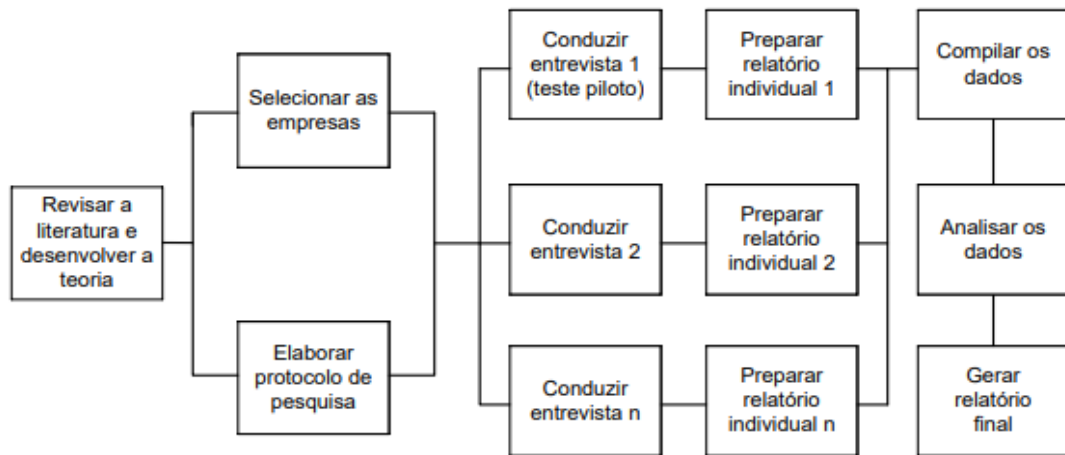 Revisar a
literatura e
desenvolver a
teoria
Selecionar as
empresas
Elaborar
protocolo de
pesquisa
Conduzir
entrevista 1
(teste piloto)
Preparar
relatório
individual 1
Conduzir
entrevista 2
Preparar
relatório
individual 2
Conduzir
entrevista n
Preparar
relatório
individual n
Compilar os
dados
Analisar os
dados
Gerar
relatório
final